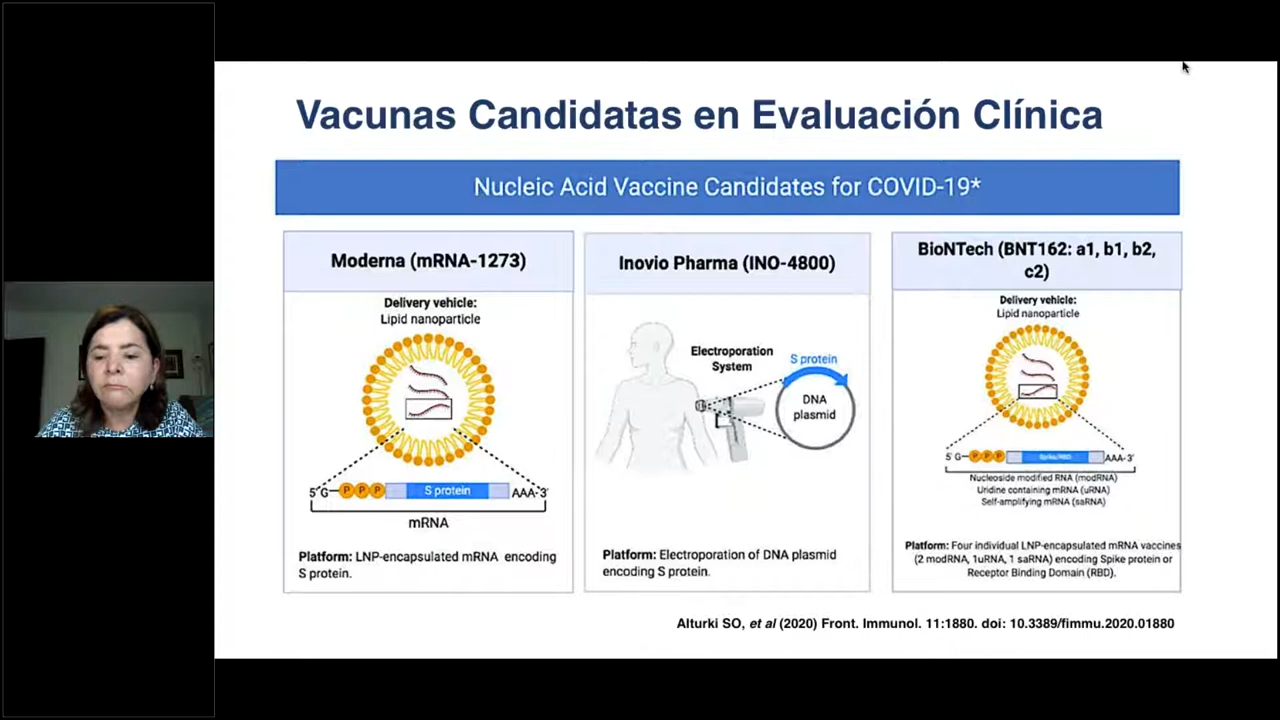 Vacunas Candidatas en Evaluación Clínica
Nucleic Acid Vaccine Candidates for COVID-19*
Moderna (mRNA-1273)
Delivery vehicle:
Lipid nanoparticle
5' G P P P S protein AAA-3'
mRNA
Platform: LNP-encapsulated mRNA encoding
S protein.
Inovio Pharma (INO-4800)
Electroporation
System
S protein
DNA
plasmid
Platform: Electroporation of DNA plasmid
encoding S protein.
BioNTech (BNT162: a1, b1, b2,
c2)
Delivery vehicle:
Lipid nanoparticle
5' G P P P Spike/RBD AAA-3'
Nucleoside modified RNA (modRNA)
Uridine containing mRNA (uRNA)
Self-amplifying mRNA (saRNA)
Platform: Four individual LNP-encapsulated mRNA vaccines
(2 modRNA, 1uRNA, 1 saRNA) encoding Spike protein or
Receptor Binding Domain (RBD).
Alturki SO, et al (2020) Front. Immunol. 11:1880. doi: 10.3389/fimmu.2020.01880